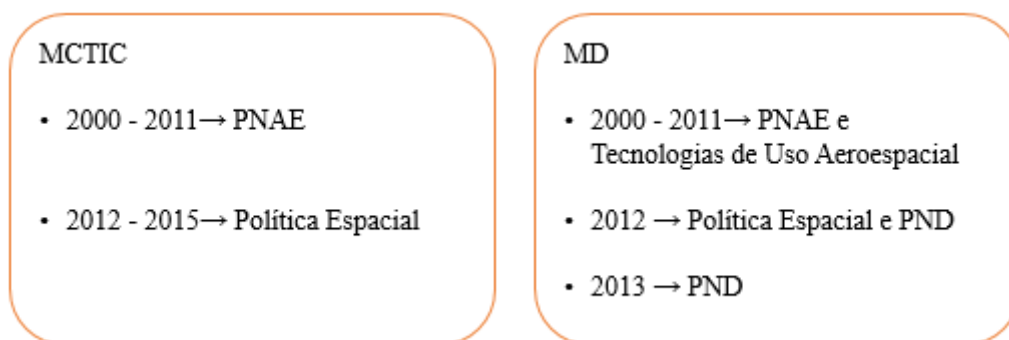 MCTIC
• 2000 - 2011→ PNAE
• 2012 - 2015→ Política Espacial
MD
• 2000 - 2011→ PNAE e
Tecnologias de Uso Aeroespacial
• 2012 → Política Espacial e PND
• 2013 → PND